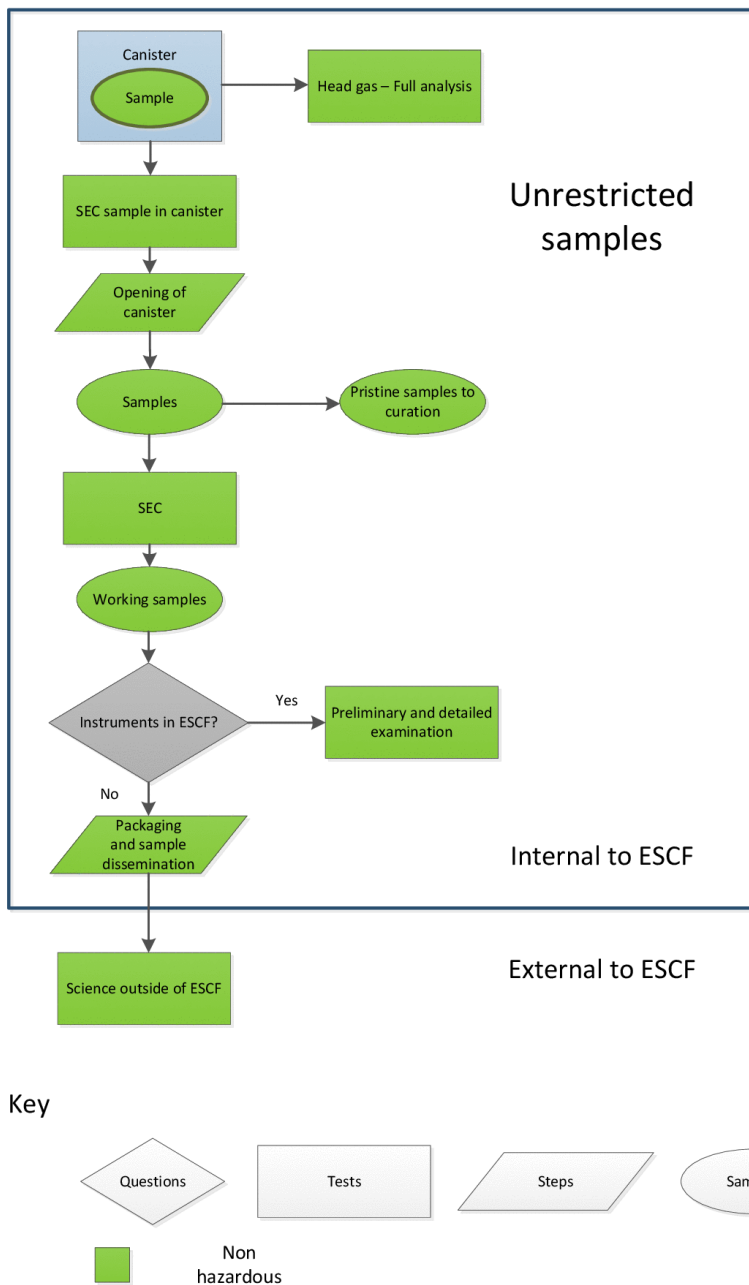 Canister
Sample
Head gas – Full analysis
Unrestricted
samples
SEC sample in canister
Opening of
canister
Samples
Pristine samples to
curation
SEC
Working samples
Instruments in ESCF?
Yes
Preliminary and detailed
examination
No
Packaging
and sample
dissemination
Internal to ESCF
Science outside of ESCF
External to ESCF
Key
Questions
Tests
Steps
Non
hazardous